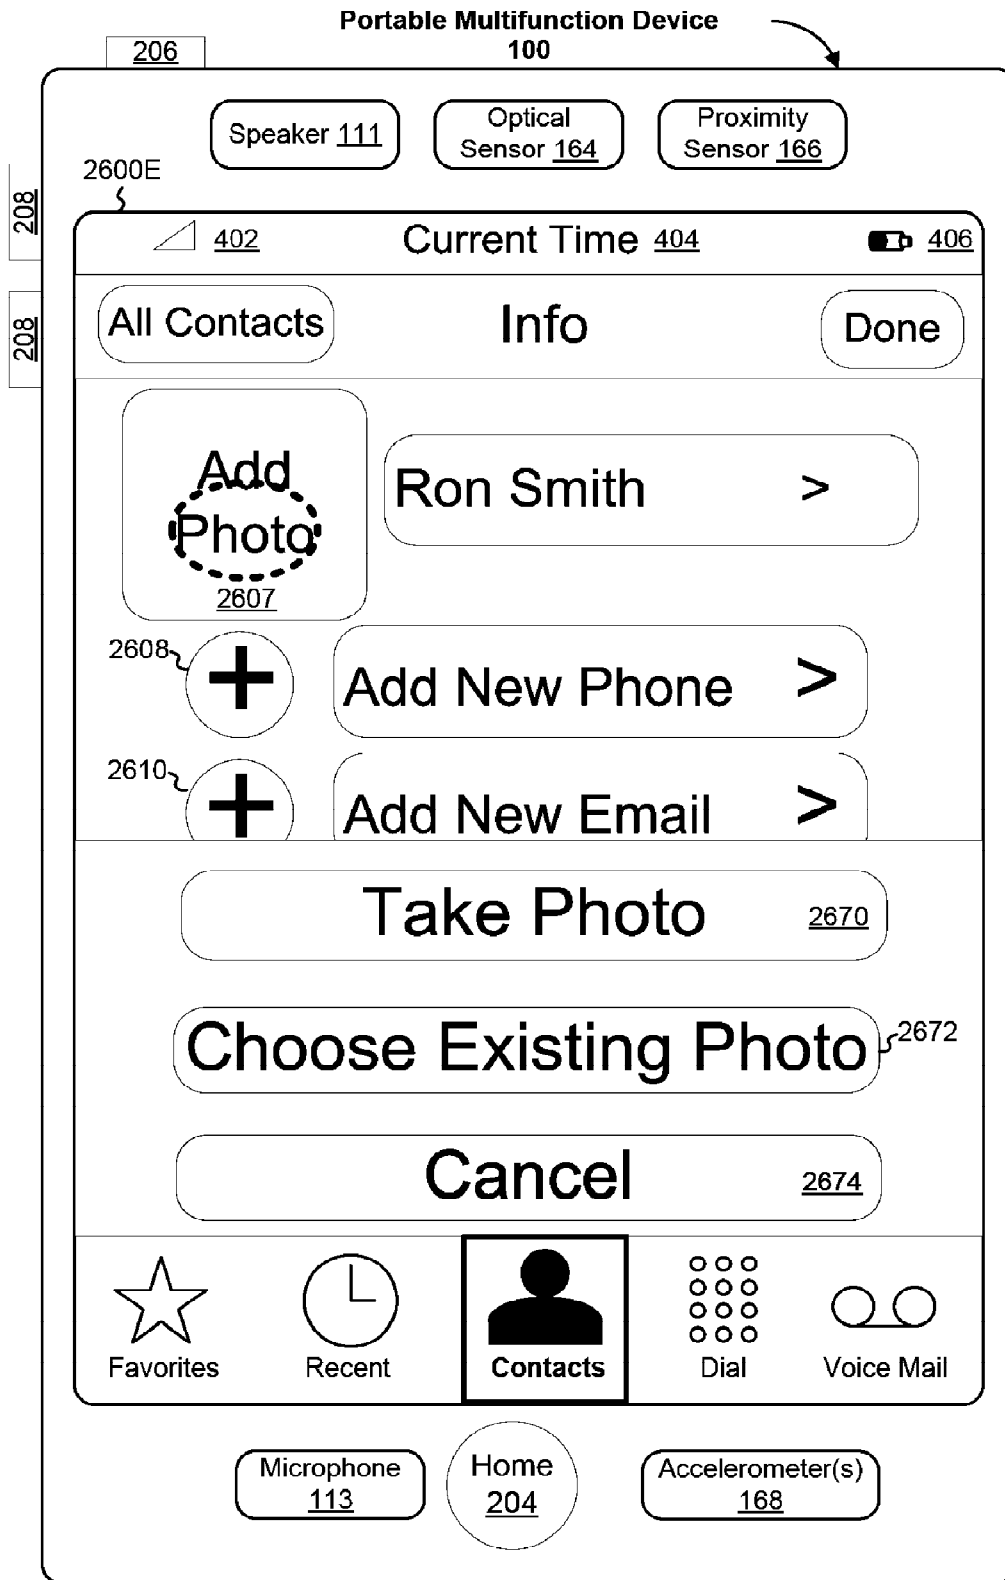 Portable Multifunction Device
100
206
Speaker 111
Optical
Sensor 164
Proximity
Sensor 166
2600E
208
208
402
Current Time 404
406
All Contacts
Info
Done
Add
Photo
2607
Ron Smith >
2608
+
Add New Phone >
2610
+
Add New Email >
Take Photo 2670
Choose Existing Photo
2672
Cancel 2674
Favorites
Recent
Contacts
Dial
Voice Mail
Microphone
113
Home
204
Accelerometer(s)
168